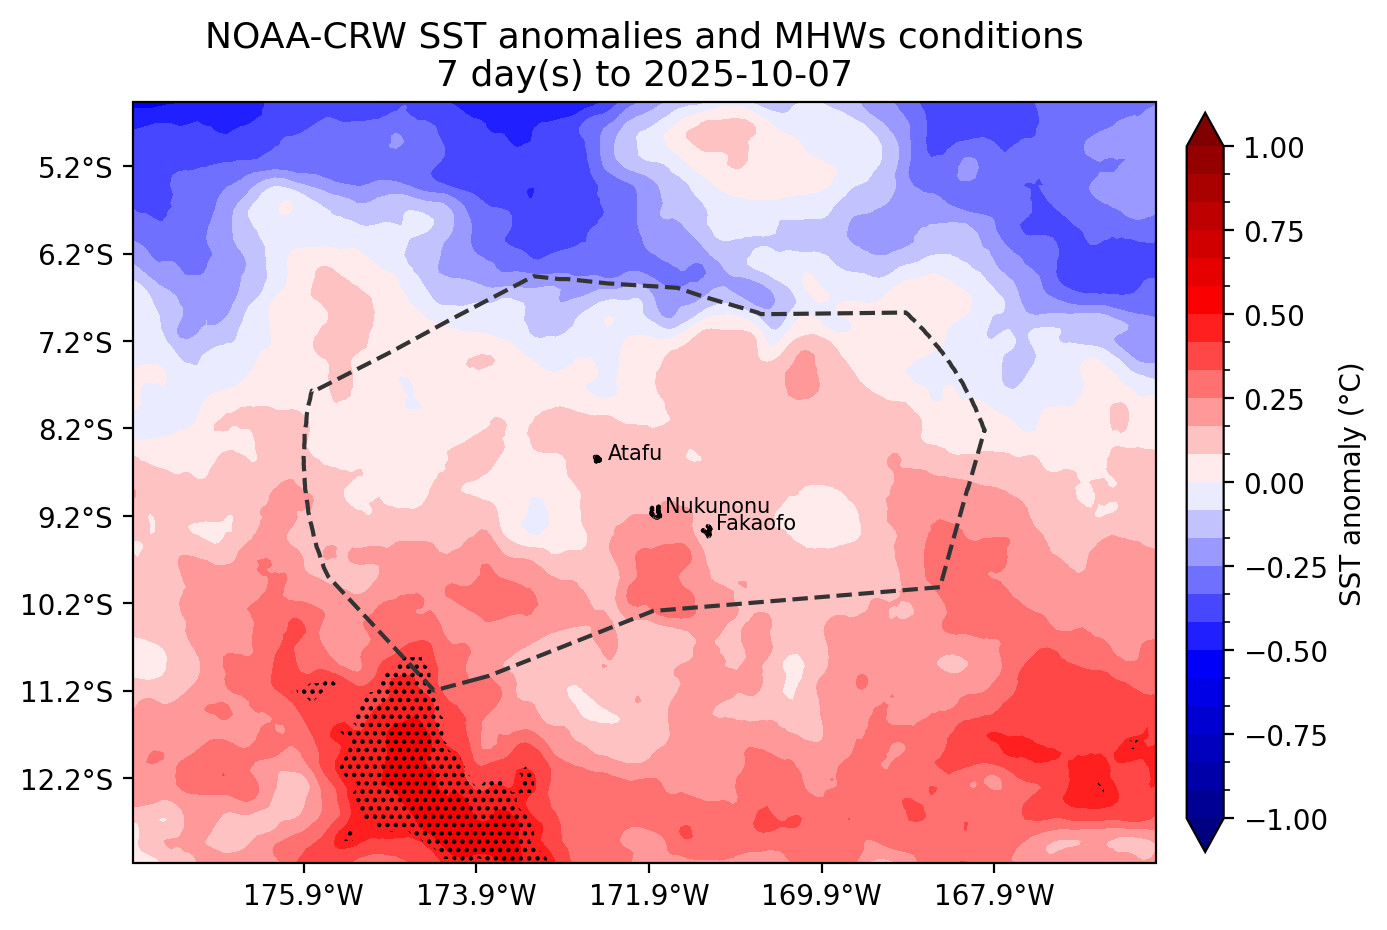 NOAA-CRW SST anomalies and MHWs conditions
7 day(s) to 2025-10-07
5.2°S
6.2°S
7.2°S
8.2°S
9.2°S
10.2°S
11.2°S
12.2°S
Atafu
Nukunonu
Fakaofo
175.9°W
173.9°W
171.9°W
169.9°W
167.9°W
1.00
0.75
0.50
0.25
0.00
−0.25
−0.50
−0.75
−1.00
SST anomaly (°C)